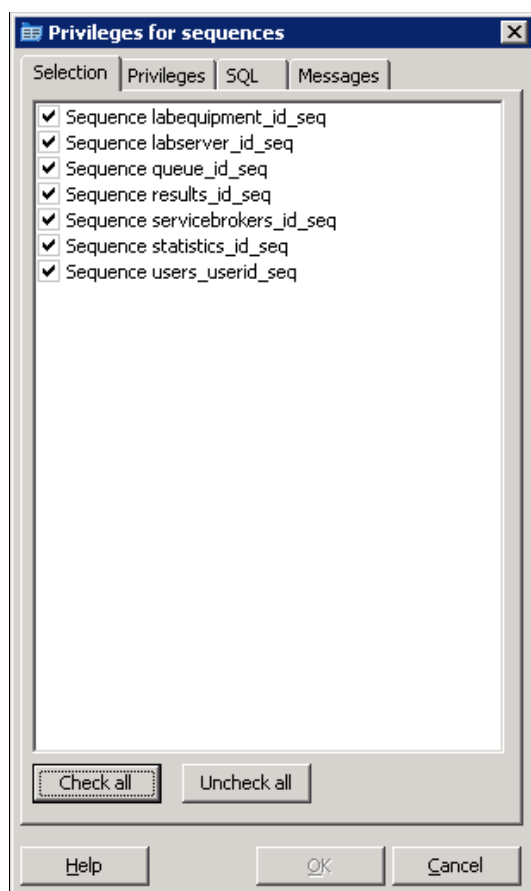 Privileges for sequences
Selection Privileges SQL Messages
Sequence labequipment_id_seq
Sequence labserver_id_seq
Sequence queue_id_seq
Sequence results_id_seq
Sequence servicebrokers_id_seq
Sequence statistics_id_seq
Sequence users_userid_seq
Check all Uncheck all
Help OK Cancel